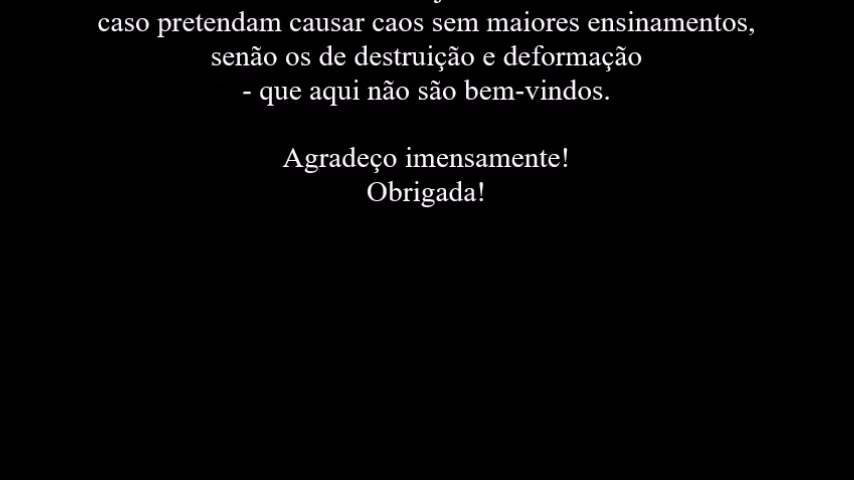 caso pretendam causar caos sem maiores ensinamentos,
senão os de destruição e deformação
- que aqui não são bem-vindos.
Agradeço imensamente!
Obrigada!